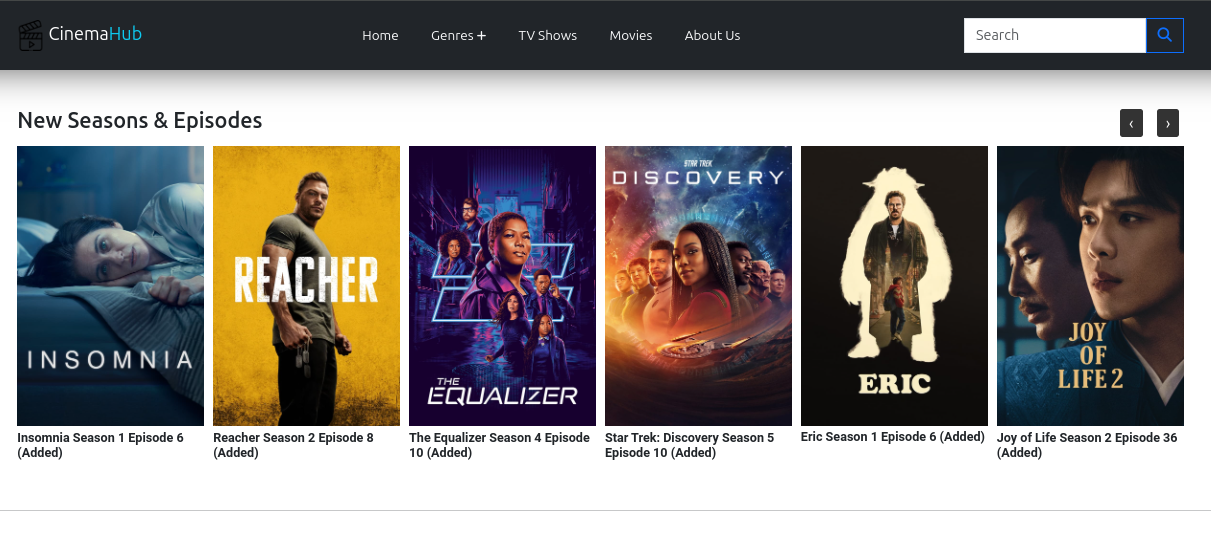 CinemaHub
Home
Genres +
TV Shows
Movies
About Us
Search
New Seasons & Episodes
‹
›
INSOMNIA
REACHER
THE
EQUALIZER
STAR TREK
DISCOVERY
ERIC
JOY
OF
LIFE 2
Insomnia Season 1 Episode 6
(Added)
Reacher Season 2 Episode 8
(Added)
The Equalizer Season 4 Episode
10 (Added)
Star Trek: Discovery Season 5
Episode 10 (Added)
Eric Season 1 Episode 6 (Added)
Joy of Life Season 2 Episode 36
(Added)